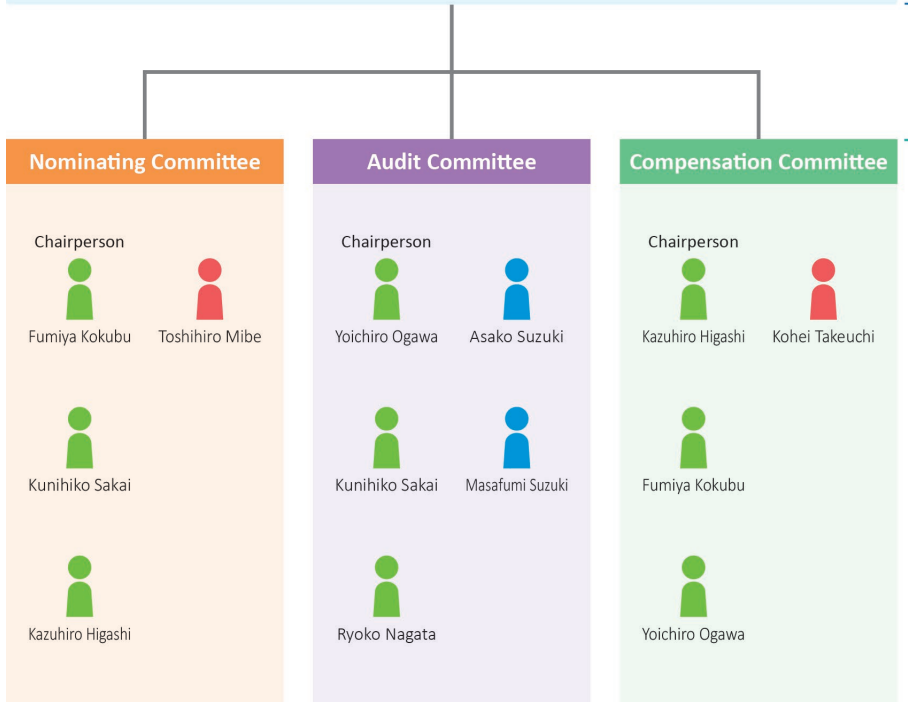 Nominating Committee
Chairperson
Fumiya Kokubu
Toshihiro Mibe
Kunihiko Sakai
Kazuhiro Higashi
Audit Committee
Chairperson
Yoichiro Ogawa
Asako Suzuki
Kunihiko Sakai
Masafumi Suzuki
Ryoko Nagata
Compensation Committee
Chairperson
Kazuhiro Higashi
Kohei Takeuchi
Fumiya Kokubu
Yoichiro Ogawa